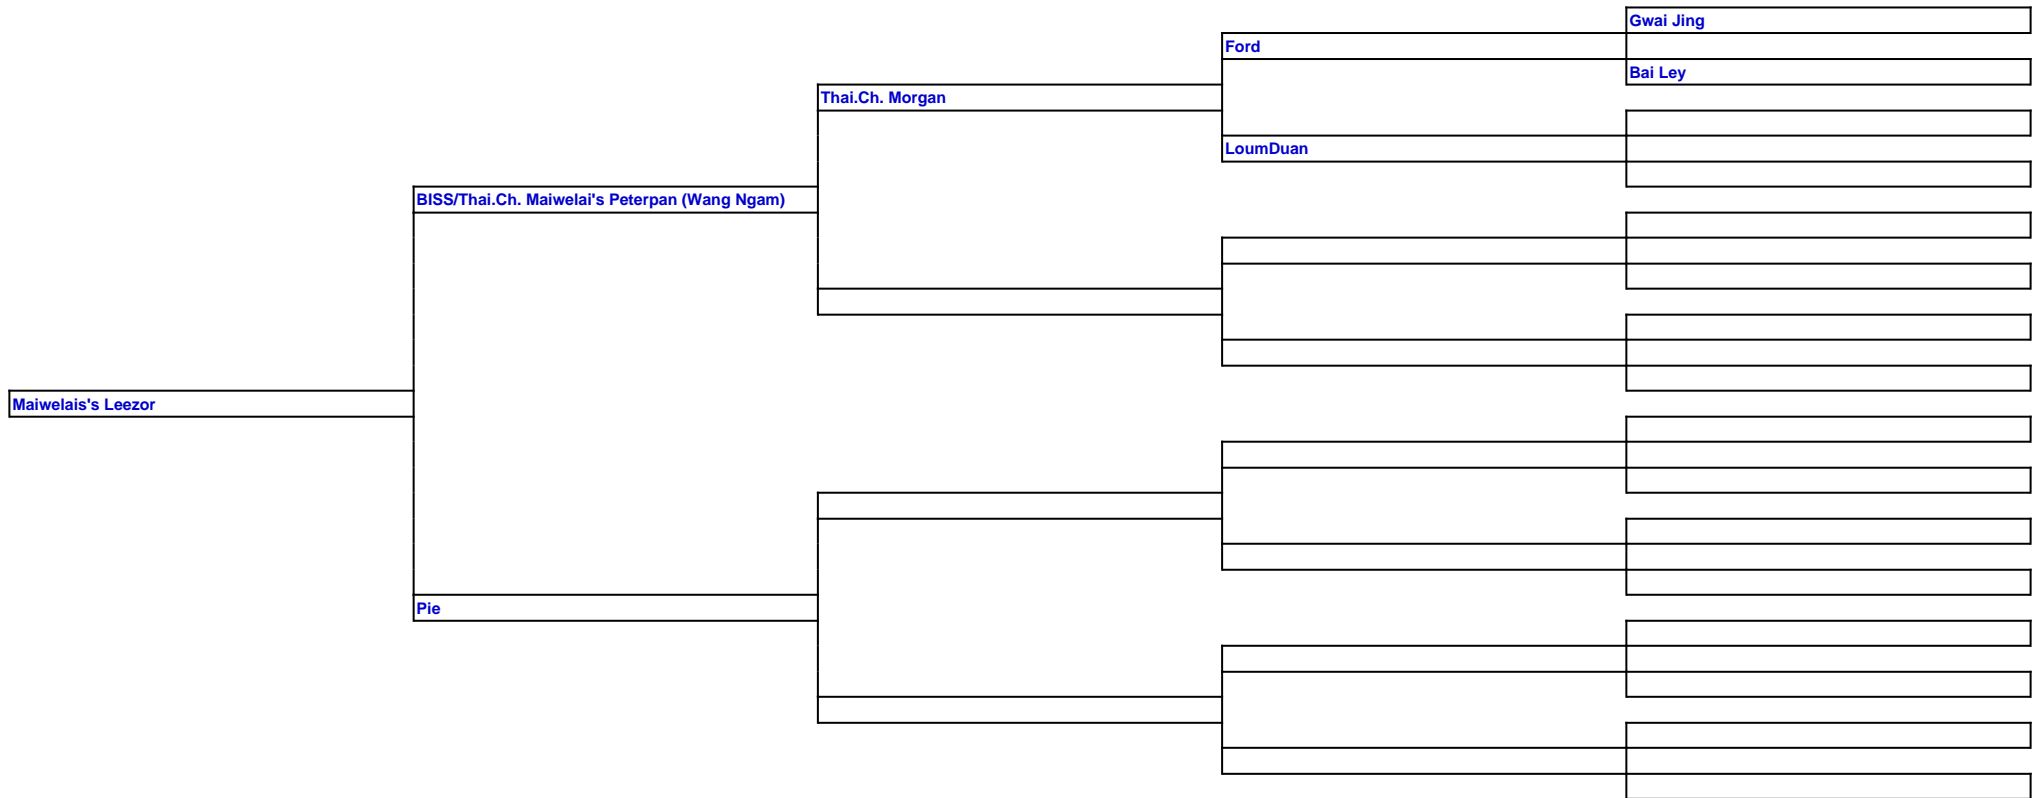 Gwai Jing
Ford
Bai Ley
Thai.Ch. Morgan
LoumDuan
BISS/Thai.Ch. Maiwelai's Peterpan (Wang Ngam)
Maiwelais's Leezor
Pie